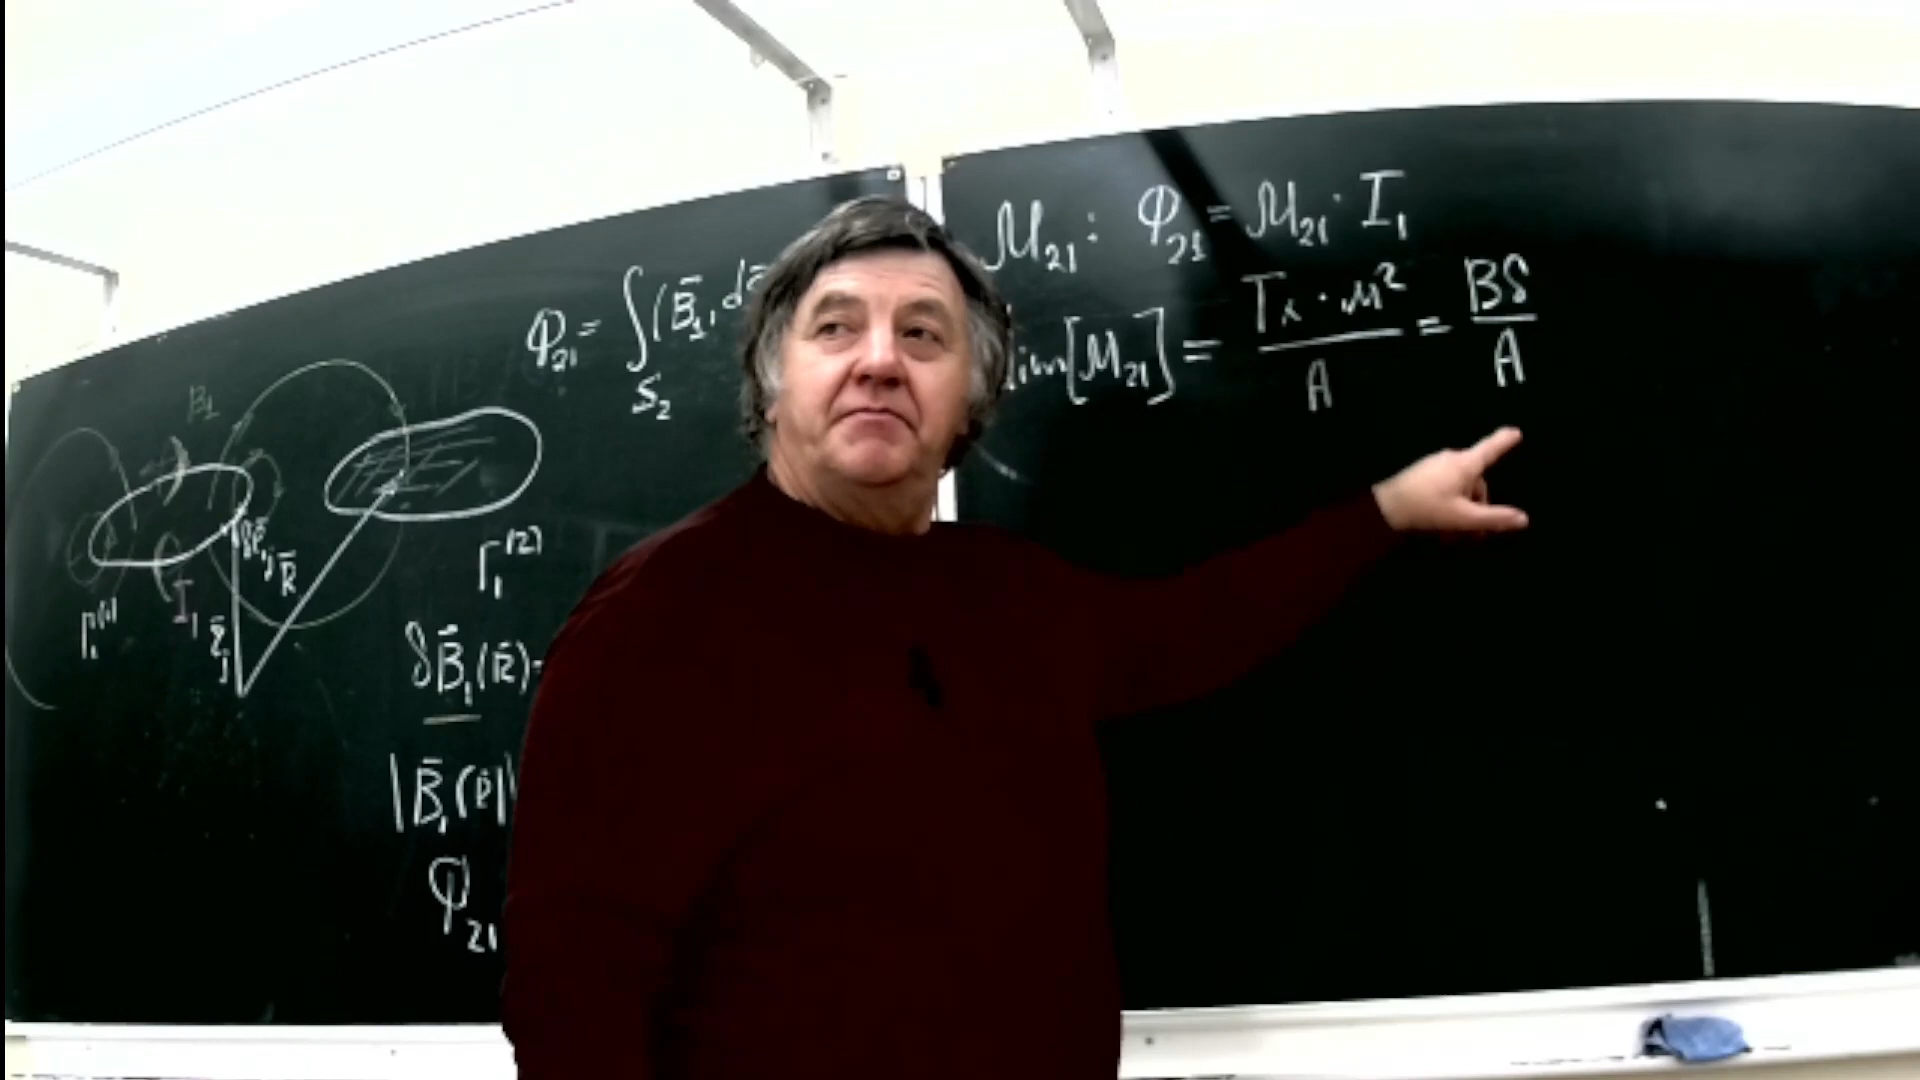 B₁
Γ₁⁽¹⁾
I₁
R̄
r̄ⱼ
Γ₁⁽²⁾
Φ₂₁ = ∫ (B̄₁,
S₂
δB̄₁(R̄) =
|B̄₁(R̄)|
Φ₂₁
M₂₁: Φ₂₁ = M₂₁ · I₁
dim[M₂₁] = Тл · м² / А = Вб / А